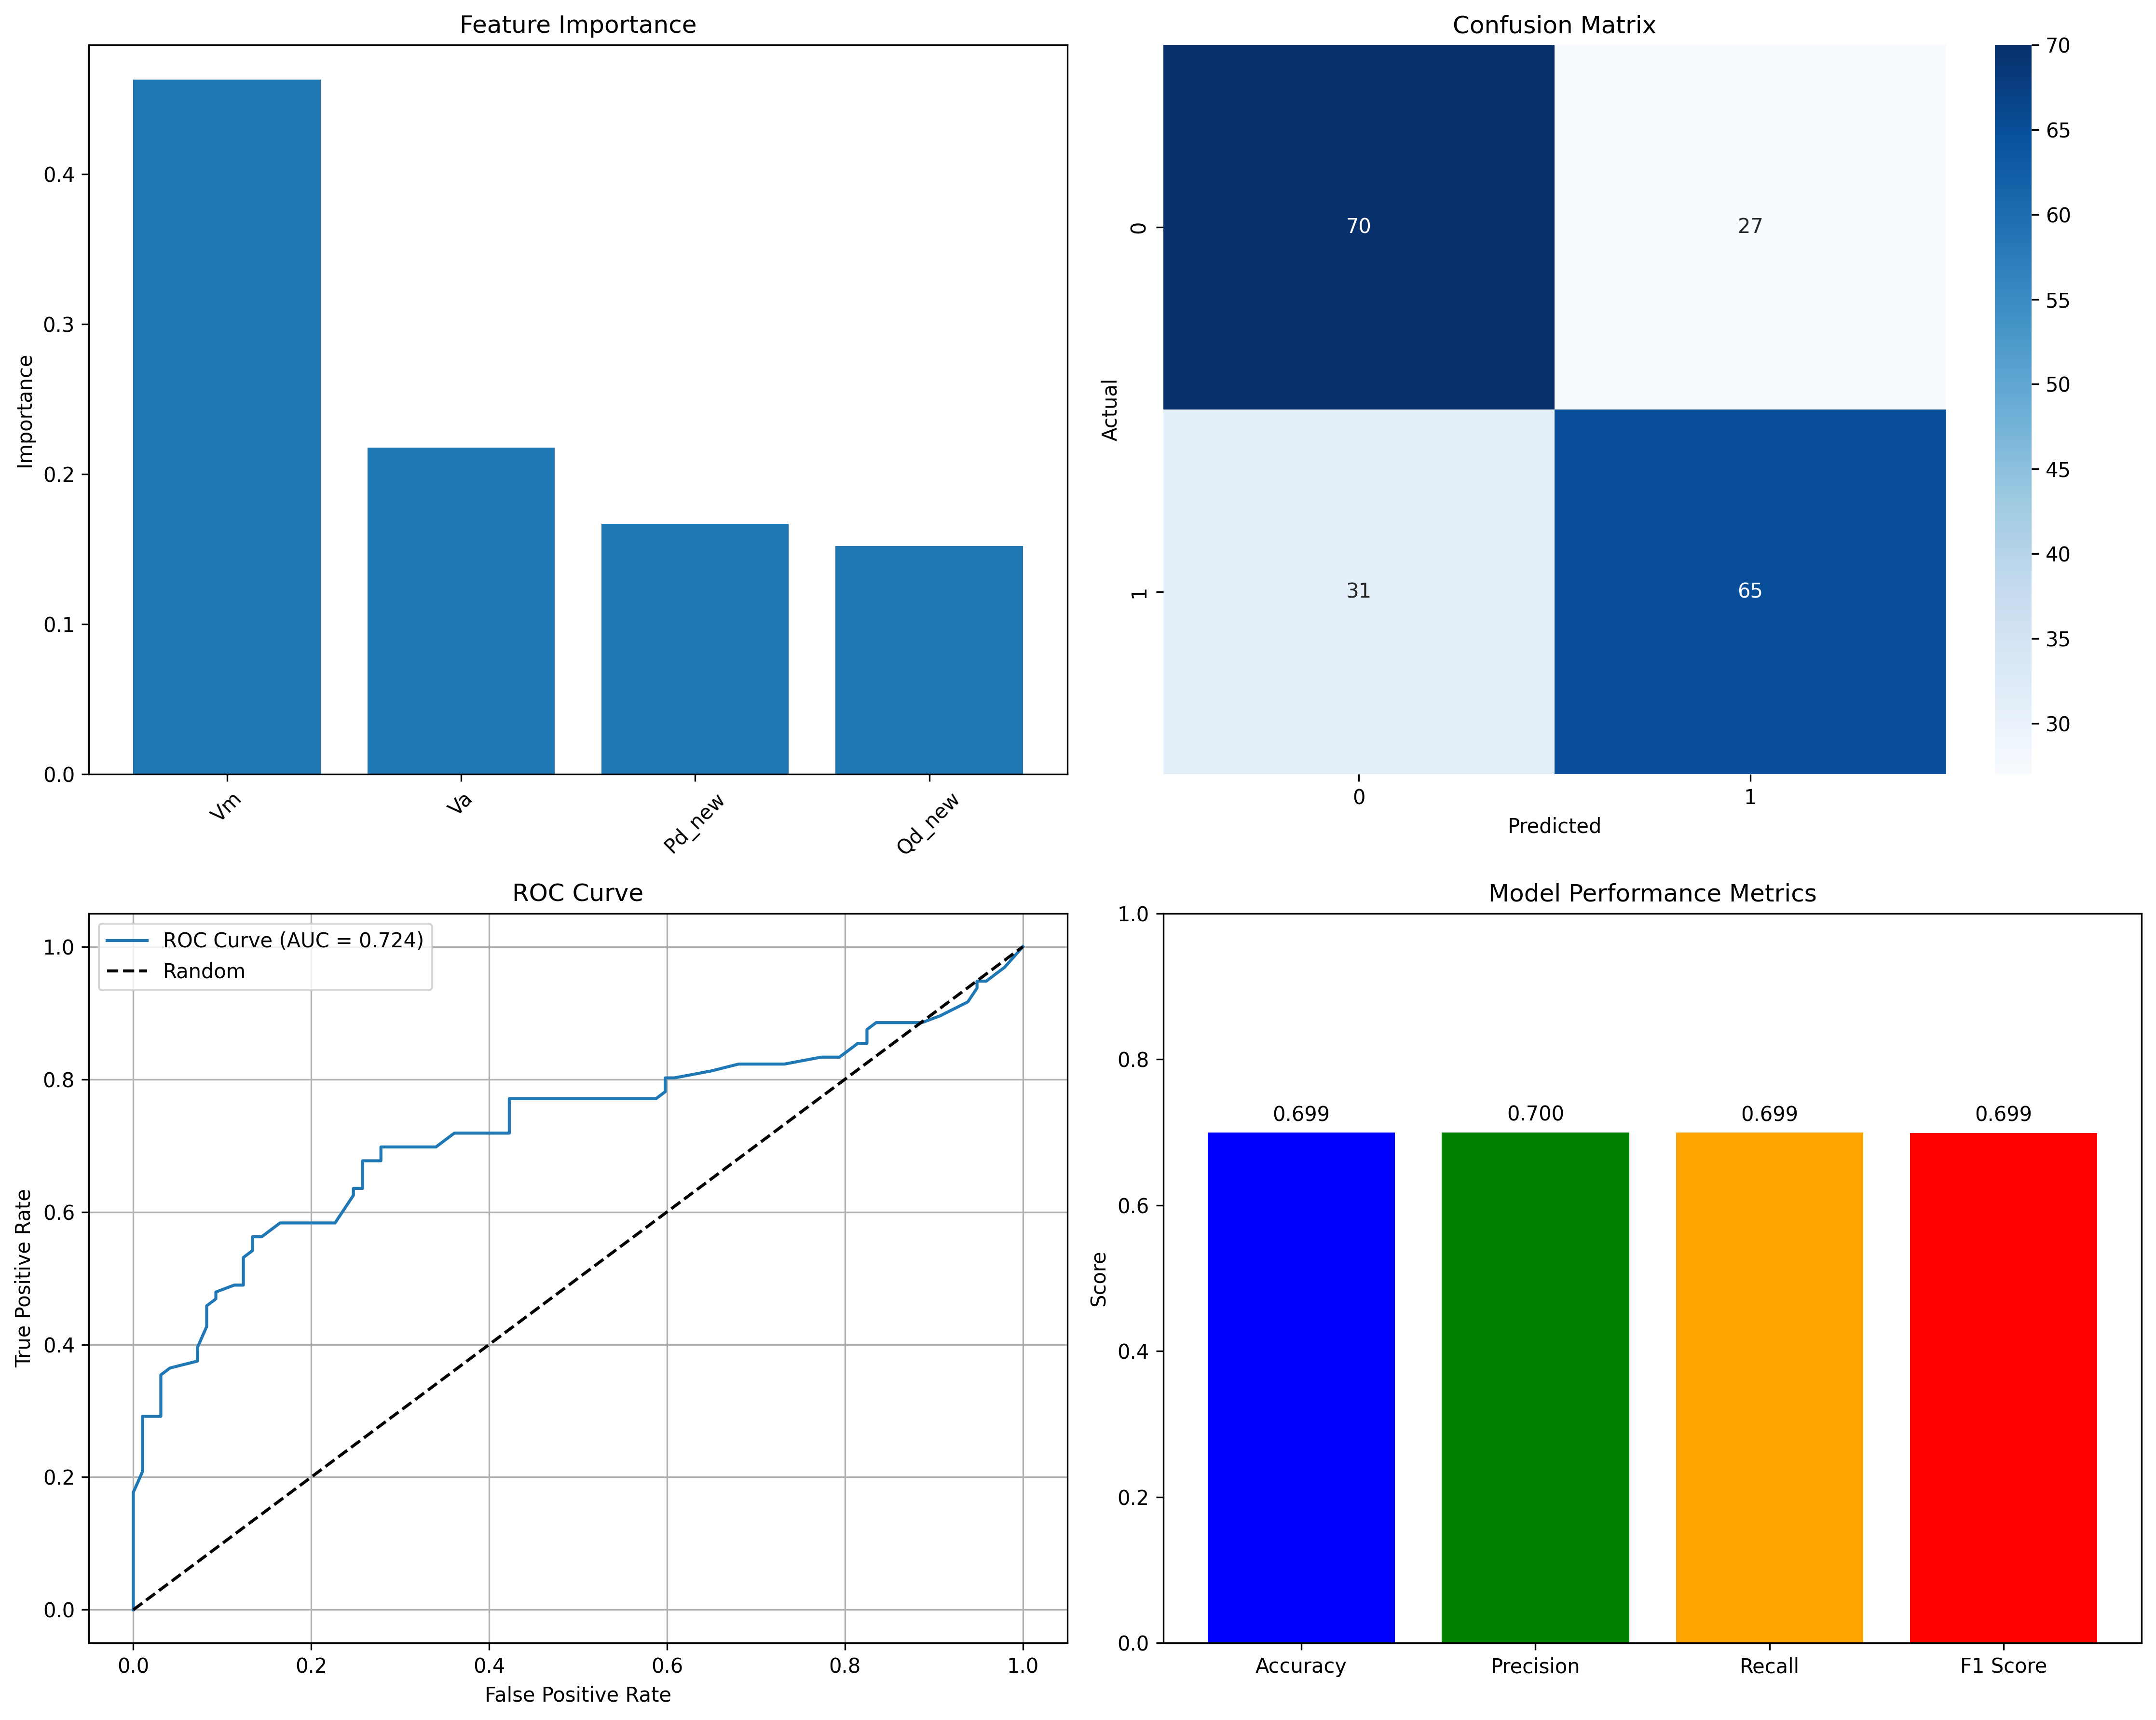 Feature Importance
Importance
0.4
0.3
0.2
0.1
0.0
Vm
Va
Pd_new
Qd_new
Confusion Matrix
Actual
0
1
70
27
31
65
0
1
Predicted
70
65
60
55
50
45
40
35
30
ROC Curve
ROC Curve (AUC = 0.724)
Random
True Positive Rate
1.0
0.8
0.6
0.4
0.2
0.0
0.0
0.2
0.4
0.6
0.8
1.0
False Positive Rate
Model Performance Metrics
Score
1.0
0.8
0.6
0.4
0.2
0.0
0.699
0.700
0.699
0.699
Accuracy
Precision
Recall
F1 Score